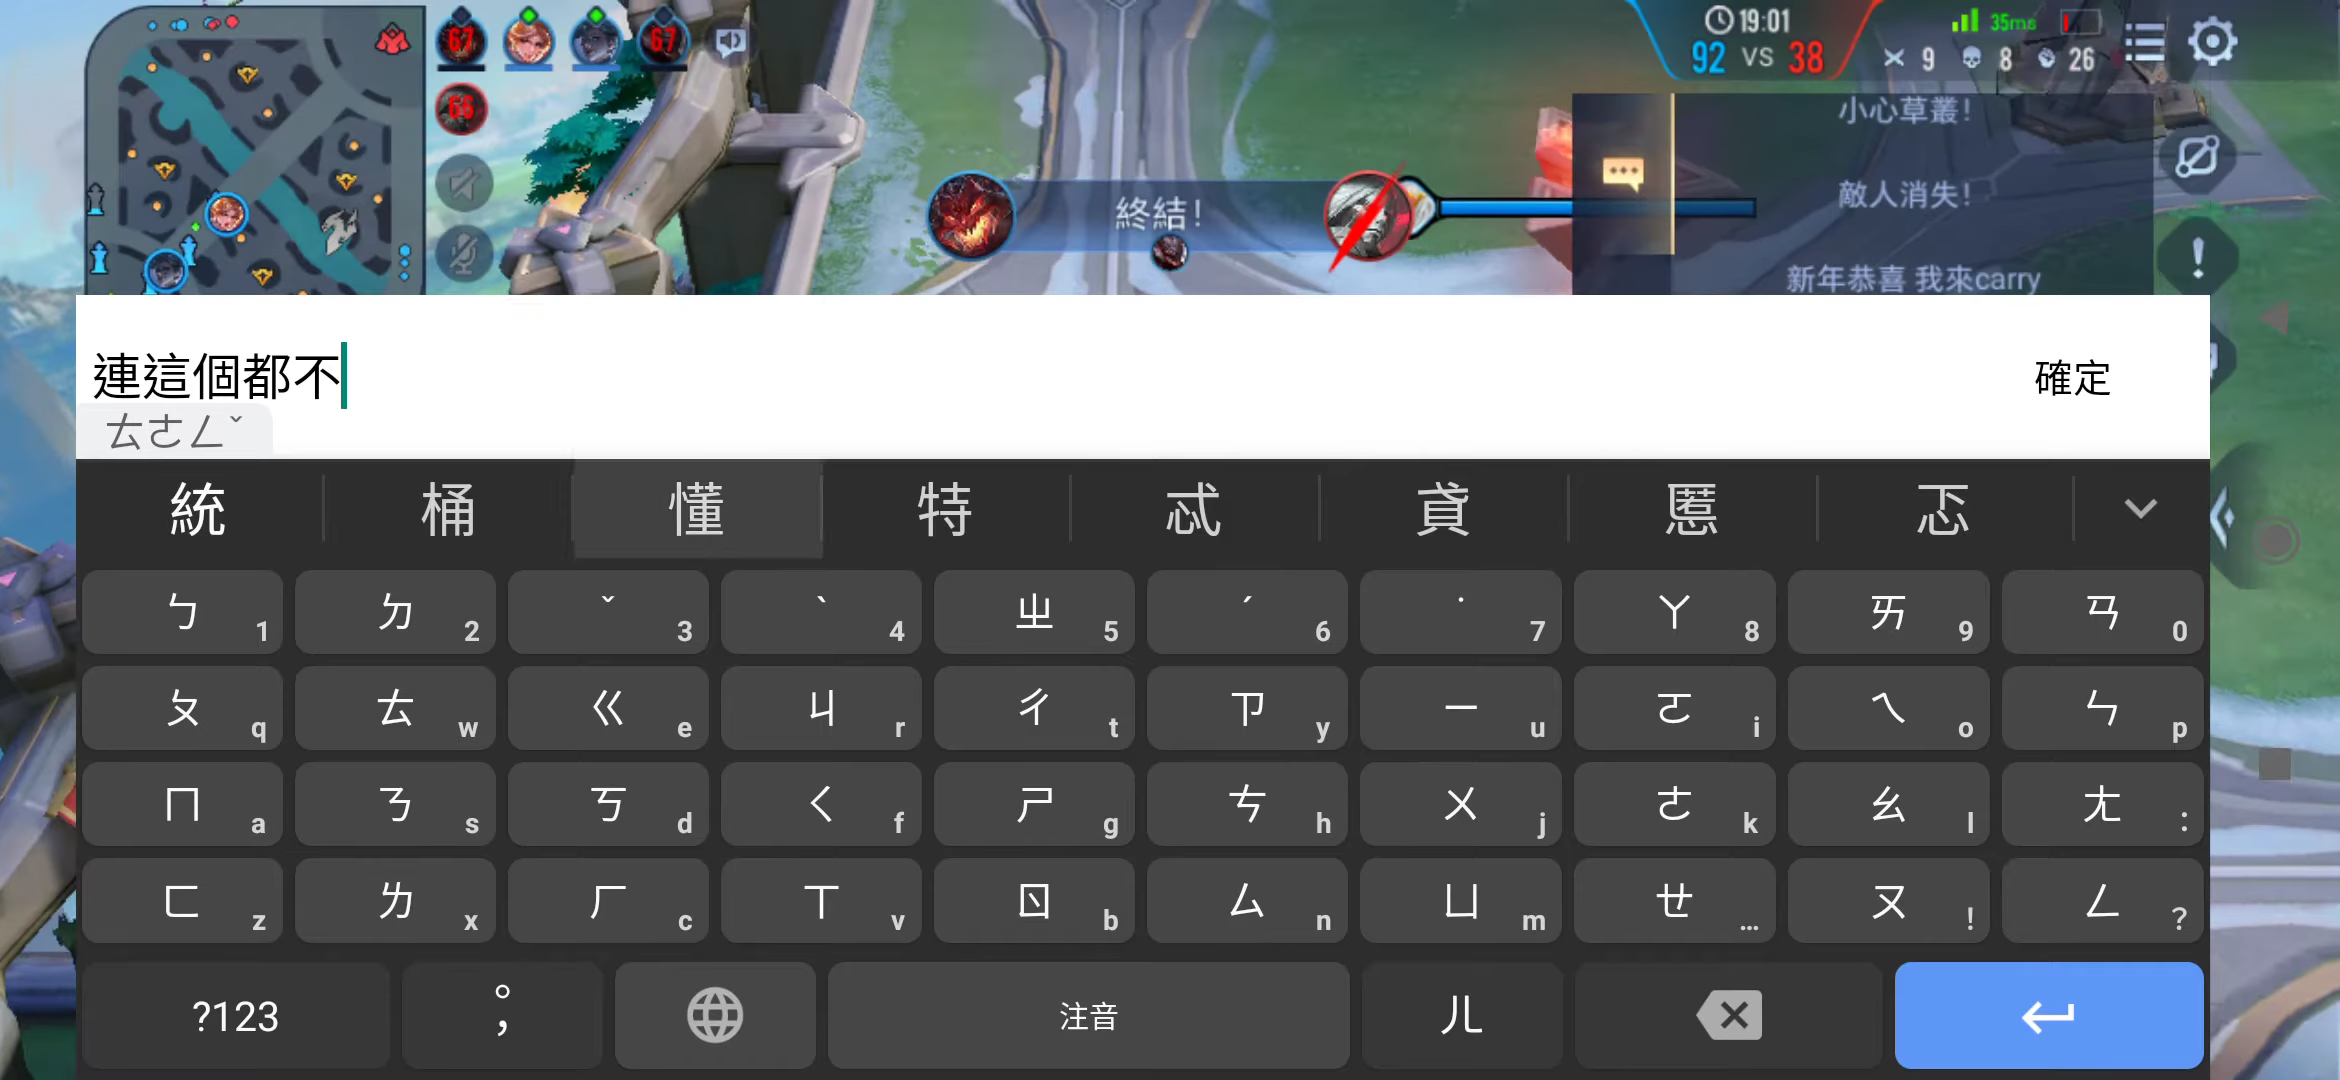 67
67
66
19:01
92 VS 38
35ms
9 8 26
小心草叢！
敵人消失！
終結！
新年恭喜 我來carry
連這個都不
確定
ㄊㄜㄥˇ
統 桶 懂 特 忒 貣 慝 忑
ㄅ 1 ㄉ 2 ˇ 3 ˋ 4 ㄓ 5 ˊ 6 ˙ 7 ㄚ 8 ㄞ 9 ㄢ 0
ㄆ q ㄊ w ㄍ e ㄐ r ㄔ t ㄗ y ㄧ u ㄛ i ㄟ o ㄣ p
ㄇ a ㄋ s ㄎ d ㄑ f ㄕ g ㄘ h ㄨ j ㄜ k ㄠ l ㄤ :
ㄈ z ㄌ x ㄏ c ㄒ v ㄖ b ㄙ n ㄩ m ㄝ … ㄡ ! ㄥ ?
?123 。, 注音 ㄦ